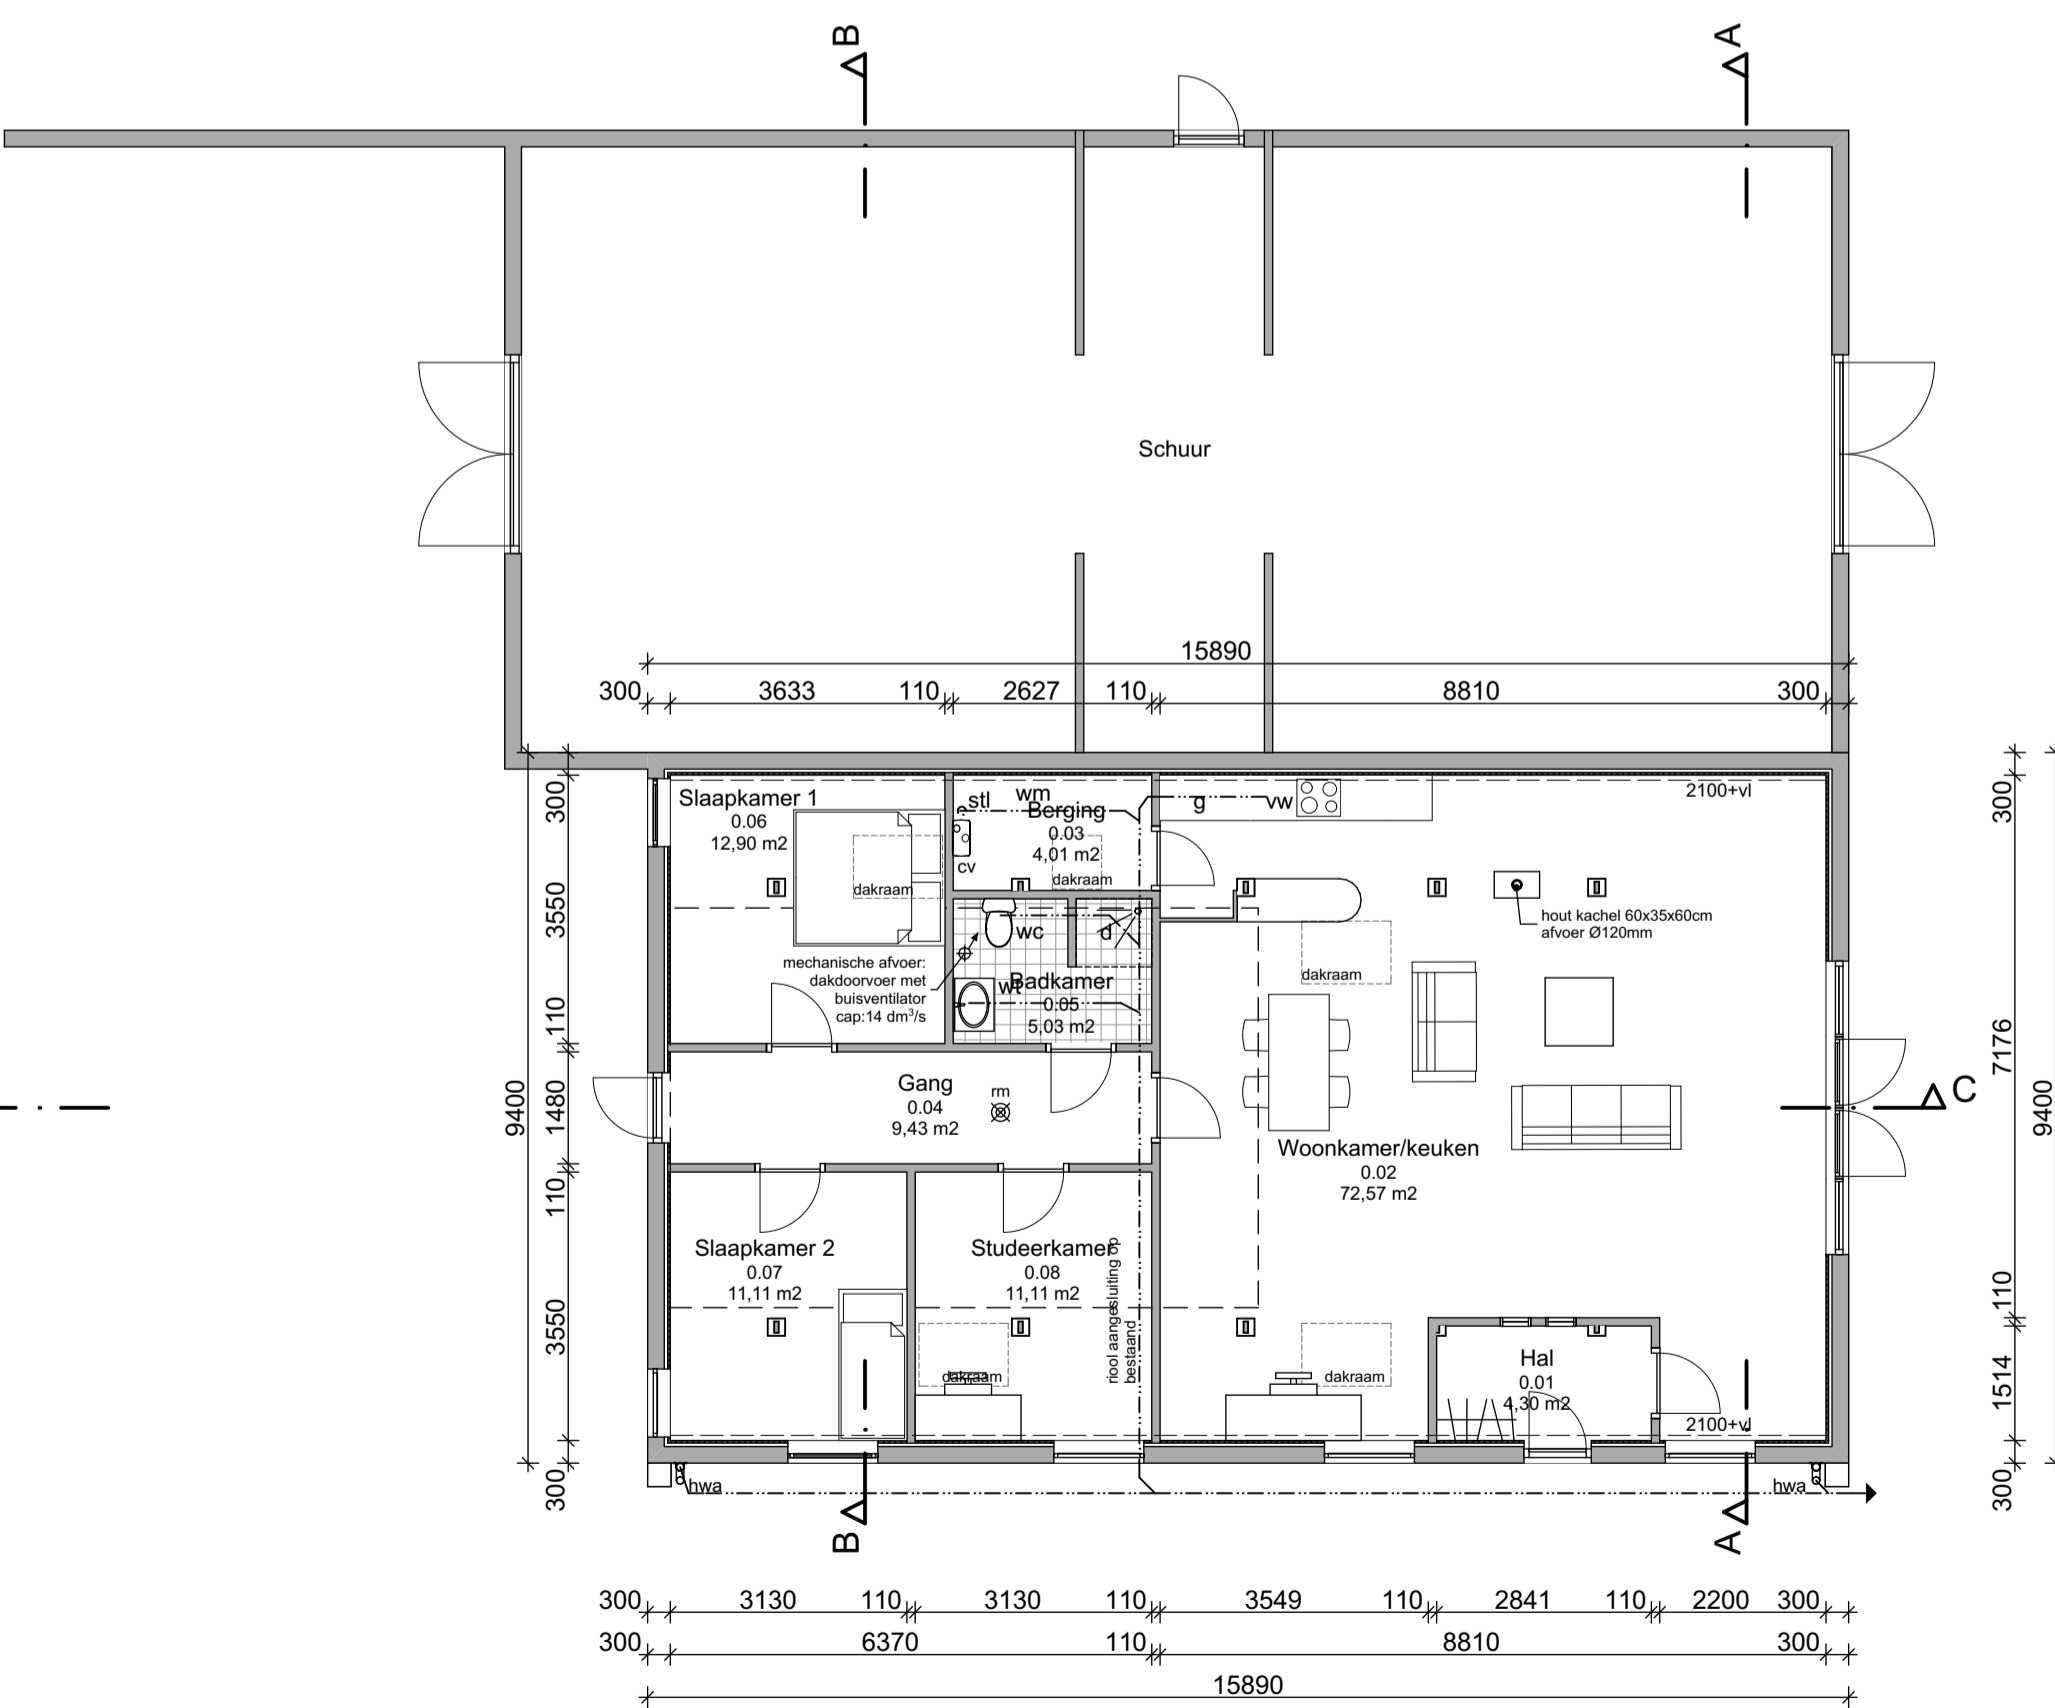 B
A
Schuur
15890
300 3633 110 2627 110 8810 300
300
3550
110
1480
110
3550
300
9400
300
7176
110
1514
300
9400
Slaapkamer 1
0.06
12,90 m2
dakraam
stl
wm
Berging
0.03
4,01 m2
dakraam
cv
g
vw
2100+vl
hout kachel 60x35x60cm
afvoer Ø120mm
mechanische afvoer:
dakdoorvoer met
buisventilator
cap:14 dm³/s
wc
d
wt
Badkamer
0.05
5,03 m2
dakraam
Gang
0.04
9,43 m2
rm
C
Woonkamer/keuken
0.02
72,57 m2
Slaapkamer 2
0.07
11,11 m2
Studeerkamer
0.08
11,11 m2
riool aangesluiting op
bestaand
dakraam
dakraam
Hal
0.01
4,30 m2
2100+vl
hwa
hwa
B
A
300 3130 110 3130 110 3549 110 2841 110 2200 300
300 6370 110 8810 300
15890